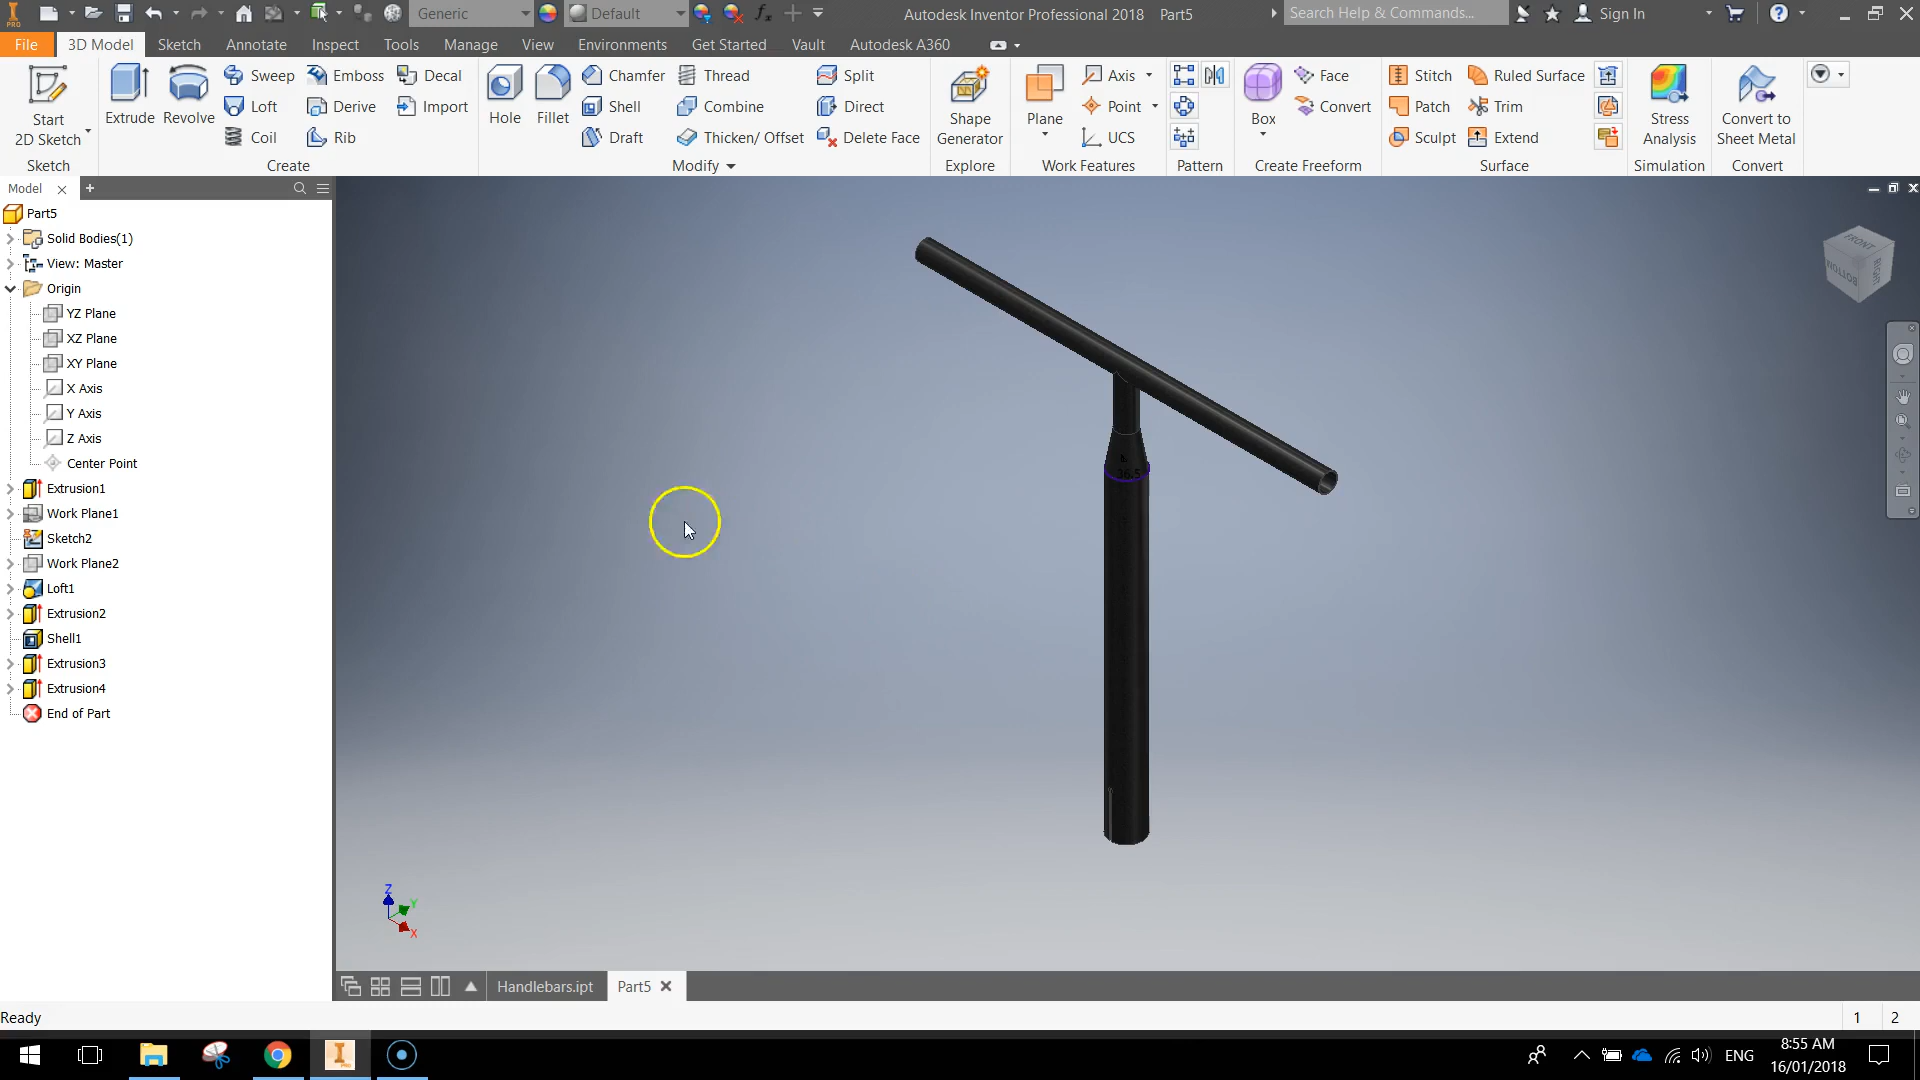 Generic
Default
Autodesk Inventor Professional 2018 Part5
Search Help & Commands...
Sign In
PRO
File
3D Model
Sketch
Annotate
Inspect
Tools
Manage
View
Environments
Get Started
Vault
Autodesk A360
Start
2D Sketch
Sketch
Extrude
Revolve
Sweep
Loft
Coil
Emboss
Derive
Rib
Decal
Import
Create
Hole
Fillet
Chamfer
Shell
Draft
Thread
Combine
Thicken/ Offset
Split
Direct
Delete Face
Modify
Shape
Generator
Explore
Plane
Axis
Point
UCS
Work Features
Pattern
Box
Face
Convert
Create Freeform
Stitch
Patch
Sculpt
Ruled Surface
Trim
Extend
Surface
Stress
Analysis
Simulation
Convert to
Sheet Metal
Convert
Model
Part5
Solid Bodies(1)
View: Master
Origin
YZ Plane
XZ Plane
XY Plane
X Axis
Y Axis
Z Axis
Center Point
Extrusion1
Work Plane1
Sketch2
Work Plane2
Loft1
Extrusion2
Shell1
Extrusion3
Extrusion4
End of Part
FRONT
BOTTOM
RIGHT
36.5
Z
Y
X
Handlebars.ipt
Part5
Ready
1
2
ENG
8:55 AM
16/01/2018